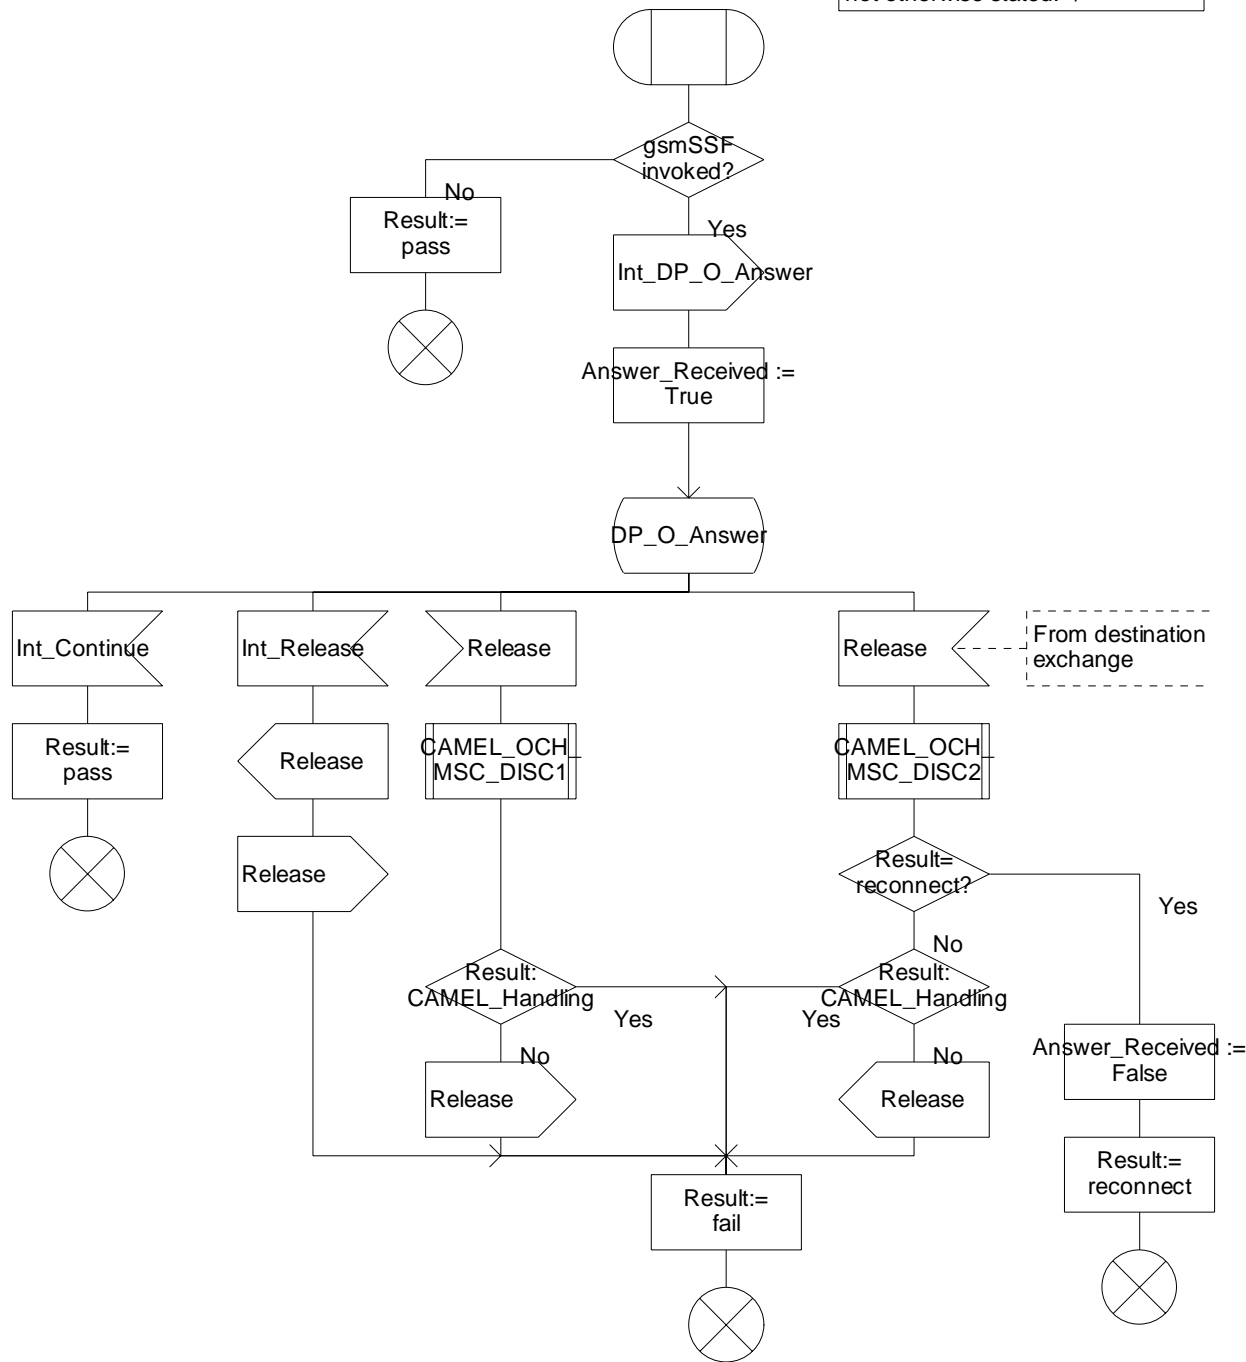 not otherwise stated.
gsmSSF
invoked?
No
Yes
Result:=
pass
Int_DP_O_Answer
Answer_Received :=
True
DP_O_Answer
Int_Continue
Int_Release
Release
Release
From destination
exchange
Result:=
pass
Release
CAMEL_OCH_
MSC_DISC1
CAMEL_OCH_
MSC_DISC2
Release
Result=
reconnect?
Yes
No
Result:
CAMEL_Handling
Yes
Result:
CAMEL_Handling
Yes
No
Release
No
Release
Answer_Received :=
False
Result:=
reconnect
Result:=
fail